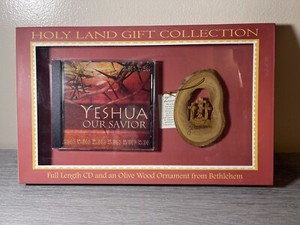 HOLY LAND GIFT COLLECTION
YESHUA
OUR SAVIOR
Full Length CD and an Olive Wood Ornament from Bethlehem